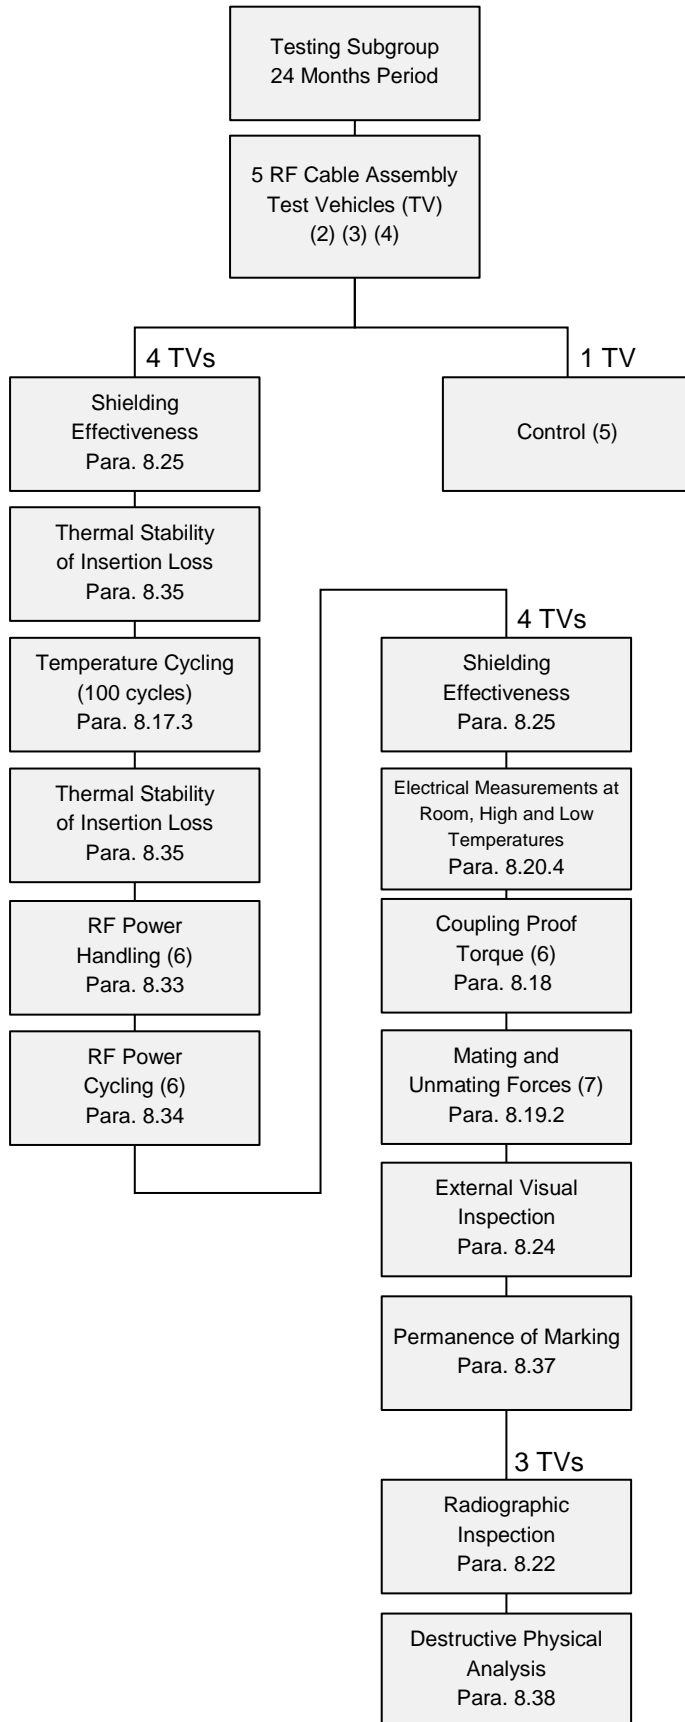 Testing Subgroup
24 Months Period
5 RF Cable Assembly
Test Vehicles (TV)
(2) (3) (4)
4 TVs
Shielding
Effectiveness
Para. 8.25
Thermal Stability
of Insertion Loss
Para. 8.35
Temperature Cycling
(100 cycles)
Para. 8.17.3
Thermal Stability
of Insertion Loss
Para. 8.35
RF Power
Handling (6)
Para. 8.33
RF Power
Cycling (6)
Para. 8.34
1 TV
Control (5)
4 TVs
Shielding
Effectiveness
Para. 8.25
Electrical Measurements at
Room, High and Low
Temperatures
Para. 8.20.4
Coupling Proof
Torque (6)
Para. 8.18
Mating and
Unmating Forces (7)
Para. 8.19.2
External Visual
Inspection
Para. 8.24
Permanence of Marking
Para. 8.37
3 TVs
Radiographic
Inspection
Para. 8.22
Destructive Physical
Analysis
Para. 8.38